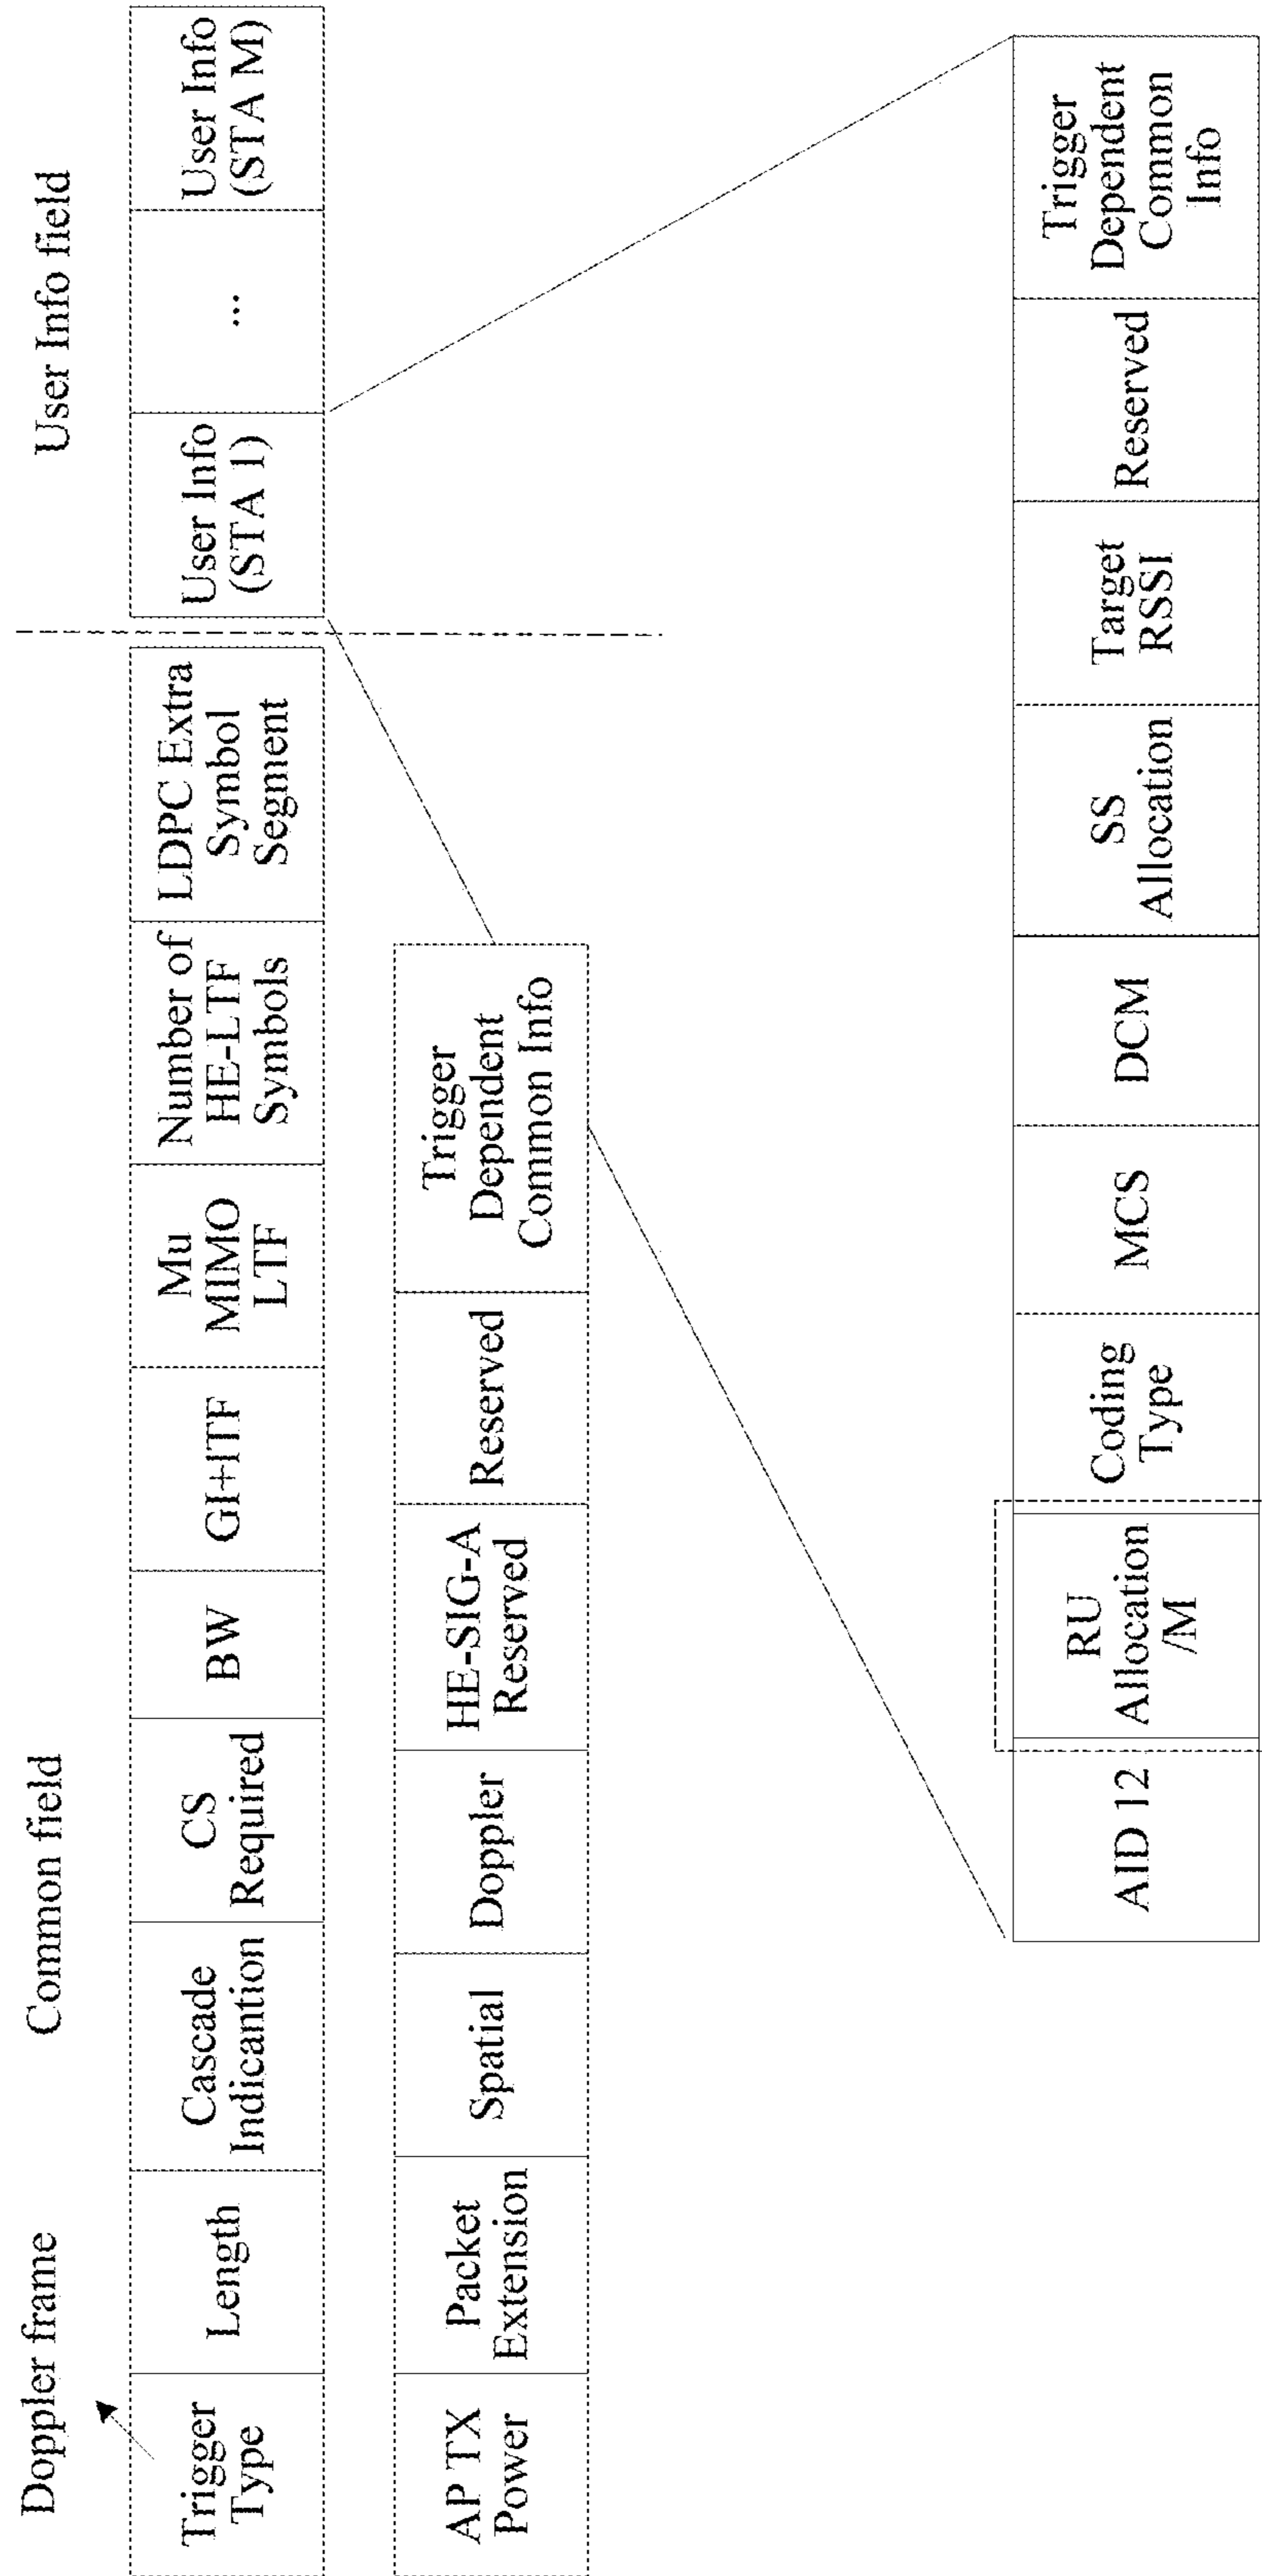 Doppler frame
Common field
User Info field
Trigger
Type
Length
Cascade
Indicantion
CS
Required
BW
GI+ITF
Mu
MIMO
LTF
Number of
HE-LTF
Symbols
LDPC Extra
Symbol
Segment
User Info
(STA 1)
...
User Info
(STA M)
AP TX
Power
Packet
Extension
Spatial
Doppler
HE-SIG-A
Reserved
Reserved
Trigger
Dependent
Common Info
AID 12
RU
Allocation
/M
Coding
Type
MCS
DCM
SS
Allocation
Target
RSSI
Reserved
Trigger
Dependent
Common
Info